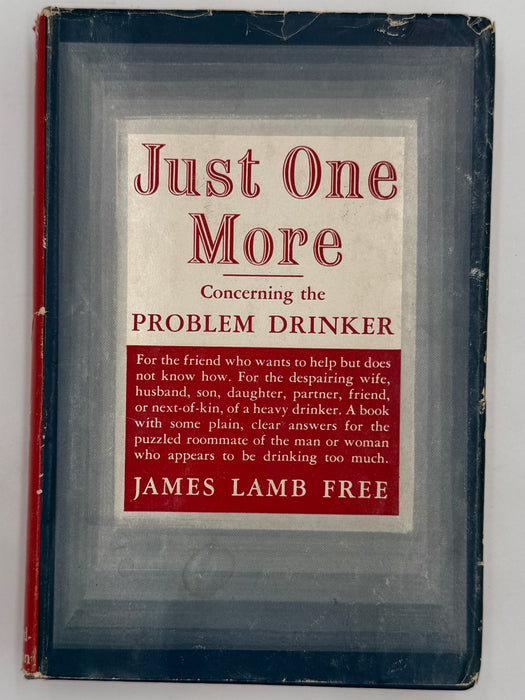 Just One
More
Concerning the
PROBLEM DRINKER
For the friend who wants to help but does
not know how. For the despairing wife,
husband, son, daughter, partner, friend,
or next-of-kin, of a heavy drinker. A book
with some plain, clear answers for the
puzzled roommate of the man or woman
who appears to be drinking too much.
JAMES LAMB FREE